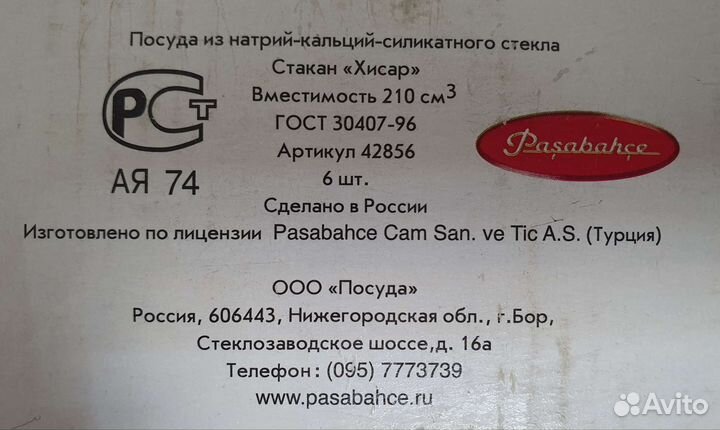 Посуда из натрий-кальций-силикатного стекла
Стакан «Хисар»
Вместимость 210 см3
ГОСТ 30407-96
Артикул 42856
6 шт.
Сделано в России
Изготовлено по лицензии Pasabahce Cam San. ve Tic A.S. (Турция)
РСТ
АЯ 74
Paşabahçe
ООО «Посуда»
Россия, 606443, Нижегородская обл., г.Бор,
Стеклозаводское шоссе,д. 16а
Телефон: (095) 7773739
www.pasabahce.ru
Avito